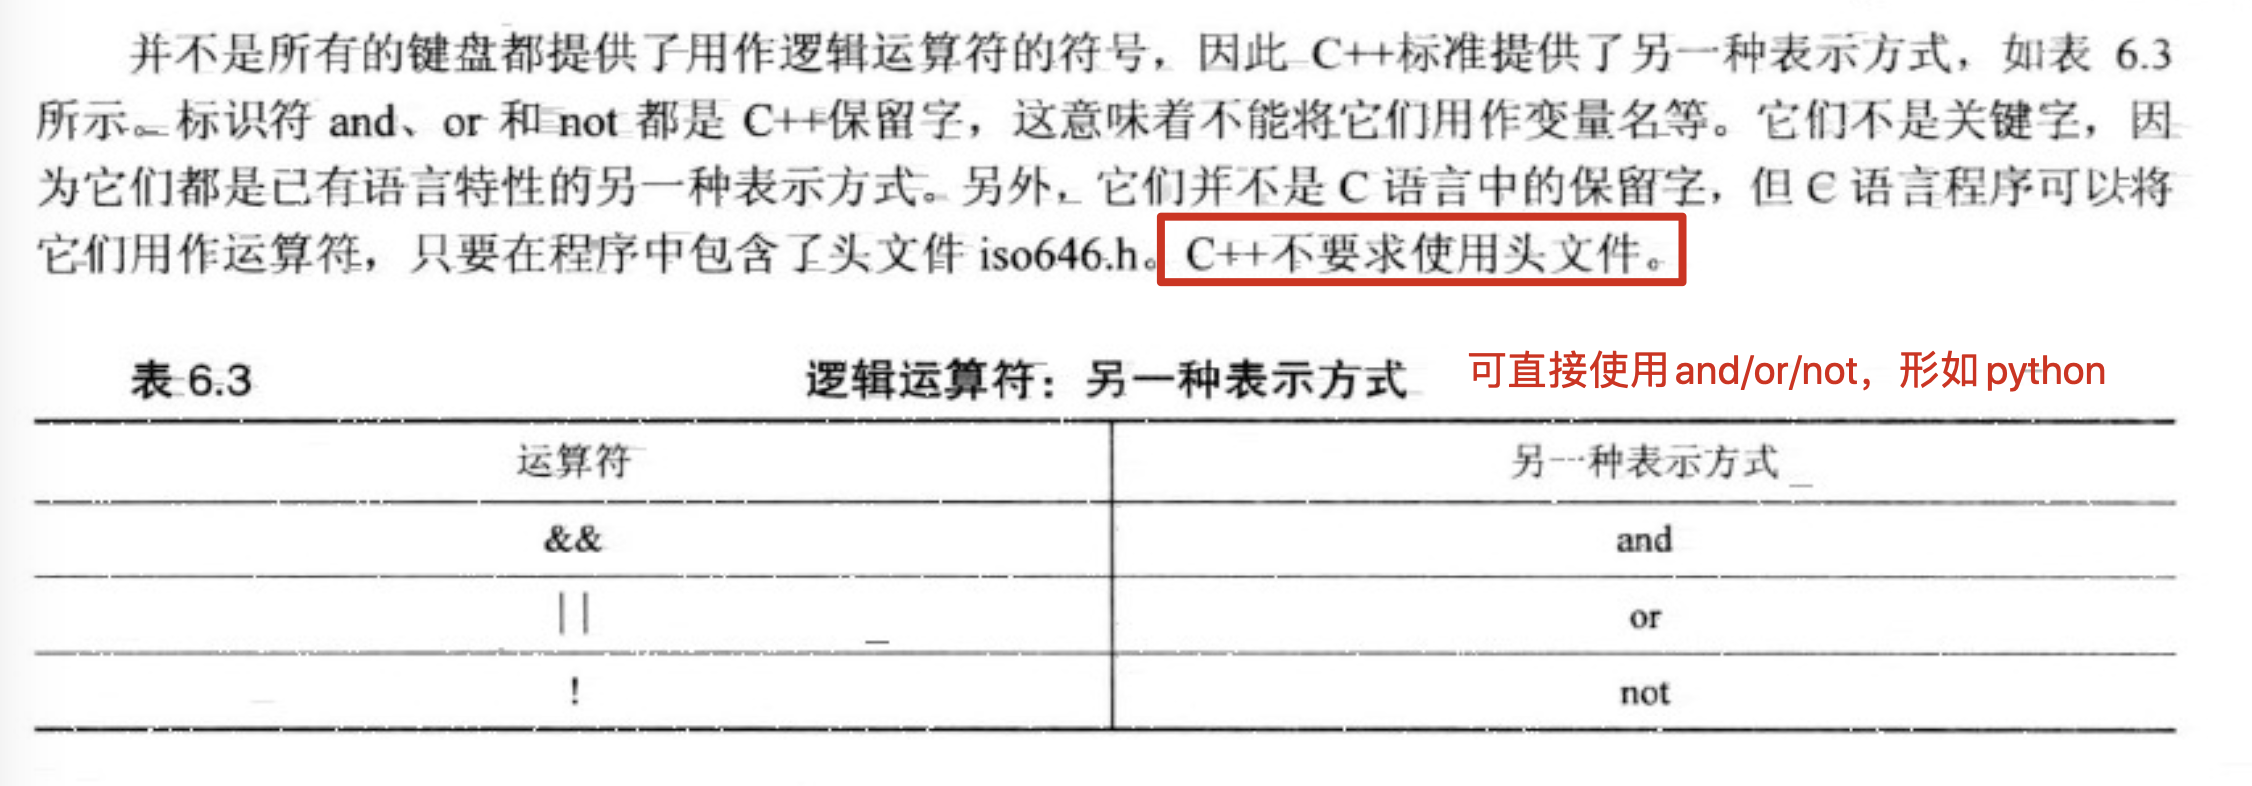 并不是所有的键盘都提供了用作逻辑运算符的符号，因此 C++标准提供了另一种表示方式，如表 6.3
所示。标识符 and、or 和 not 都是 C++保留字，这意味着不能将它们用作变量名等。它们不是关键字，因
为它们都是已有语言特性的另一种表示方式。另外，它们并不是 C 语言中的保留字，但 C 语言程序可以将
它们用作运算符，只要在程序中包含了头文件 iso646.h。C++不要求使用头文件。
表 6.3 逻辑运算符：另一种表示方式 可直接使用and/or/not，形如python
运算符 另一种表示方式
&& and
|| or
! not